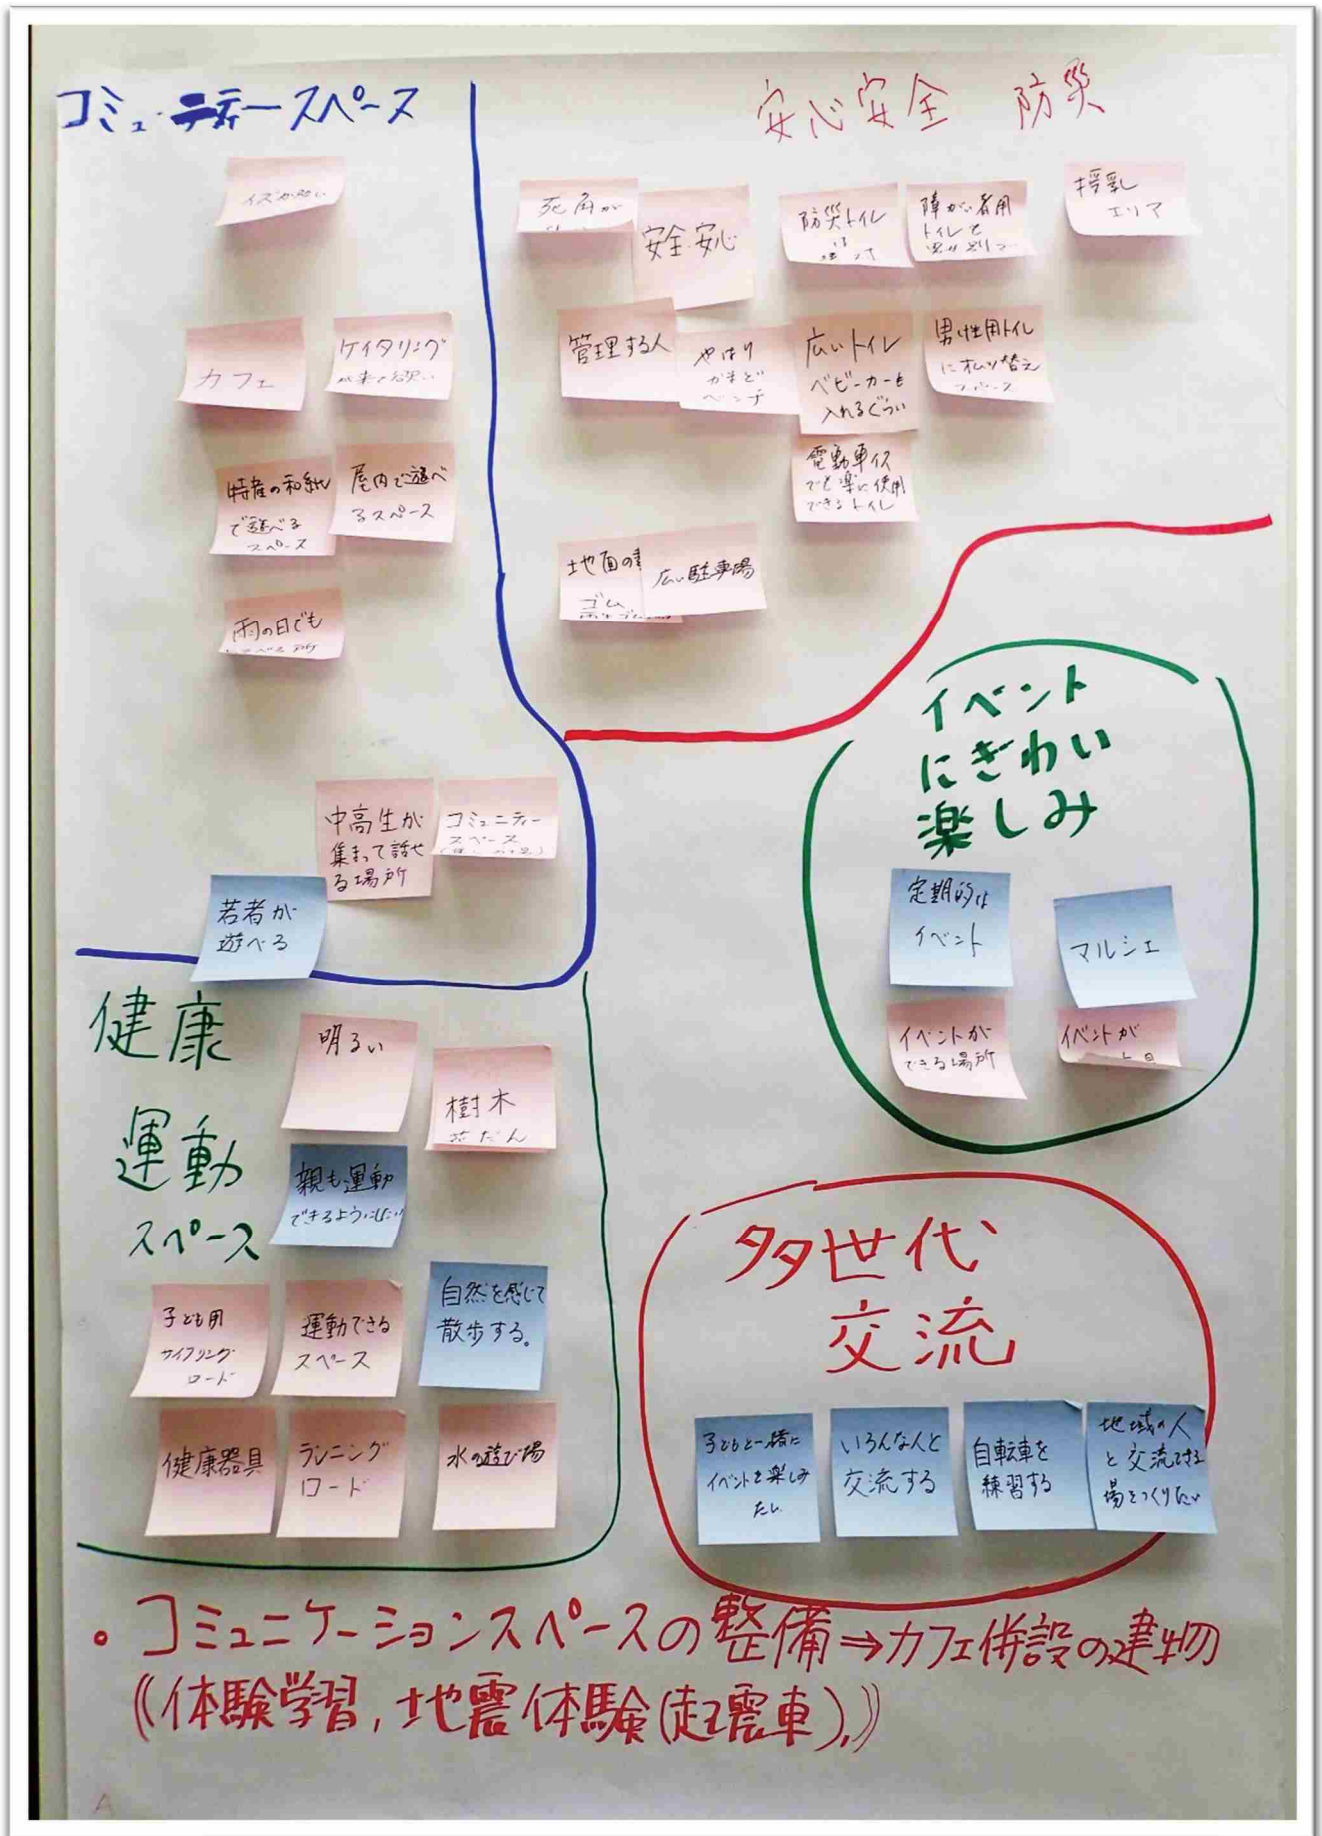 コミュニティースペース
カフェ
ケイタリング
が来て欲しい
特産の和紙
で遊べる
スペース
屋内で遊べ
るスペース
雨の日でも
中高生が
集まって話せ
る場所
コミュニティー
スペース
若者が
遊べる
安心安全 防災
死角が
安全・安心
防災トイレ
は
障がい者用
トイレと
授乳
エリア
管理する人
やはり
かまど
ベンチ
広いトイレ
ベビーカーも
入れるぐらい
男性用トイレ
にオムツ替え
スペース
電動車イス
でも楽に使用
できるトイレ
地面の
ゴム
広い駐車場
イベント
にぎわい
楽しみ
定期的な
イベント
マルシェ
イベントが
できる場所
イベントが
健康
運動
スペース
明るい
樹木
花だん
親も運動
できるようにしたい
子ども用
サイクリング
ロード
運動できる
スペース
自然を感じて
散歩する。
健康器具
ランニング
ロード
水の遊び場
多世代
交流
子どもと一緒に
イベントを楽しみ
たい
いろんな人と
交流する
自転車を
練習する
地域の人
と交流できる
場をつくりたい
・コミュニケーションスペースの整備⇒カフェ併設の建物
《体験学習,地震体験(起震車).》
A